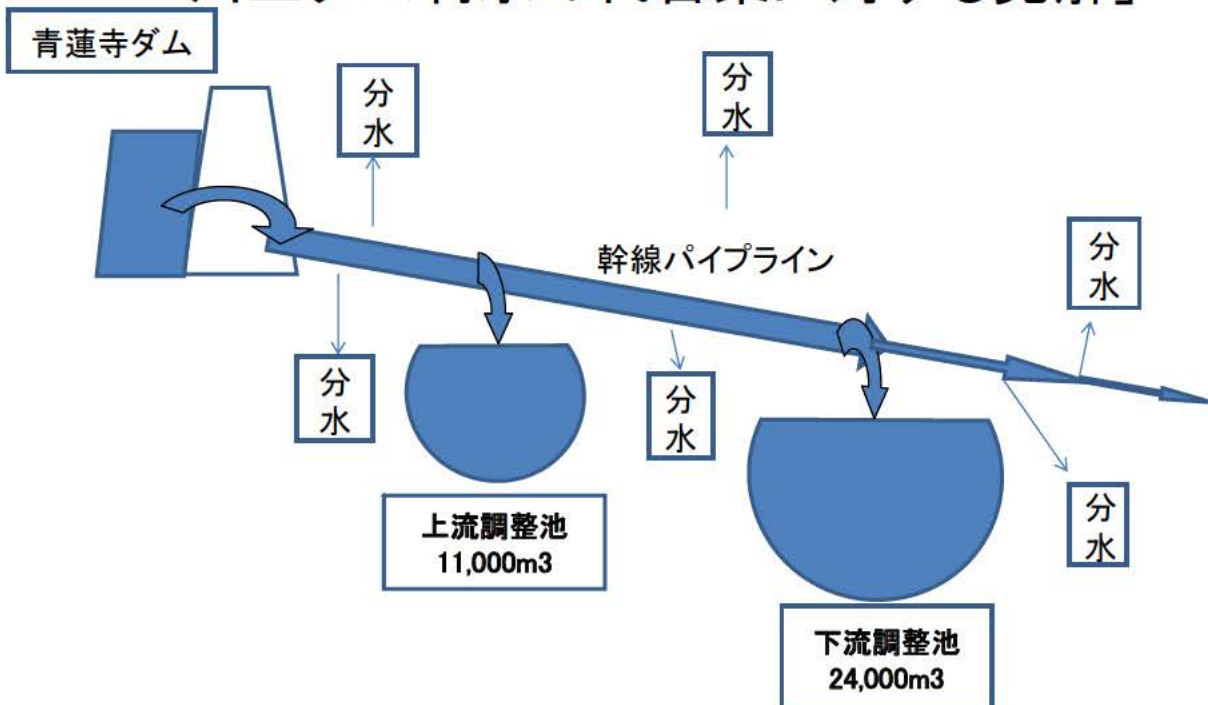 青蓮寺ダム
分水
分水
幹線パイプライン
分水
分水
分水
分水
上流調整池
11,000m3
下流調整池
24,000m3